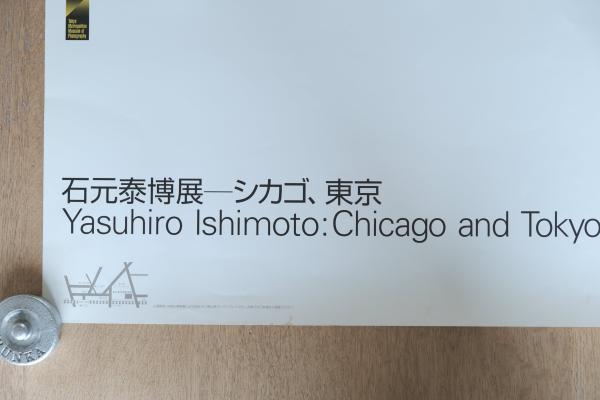 Tokyo
Metropolitan
Museum of
Photography
石元泰博展―シカゴ、東京
Yasuhiro Ishimoto: Chicago and Tokyo